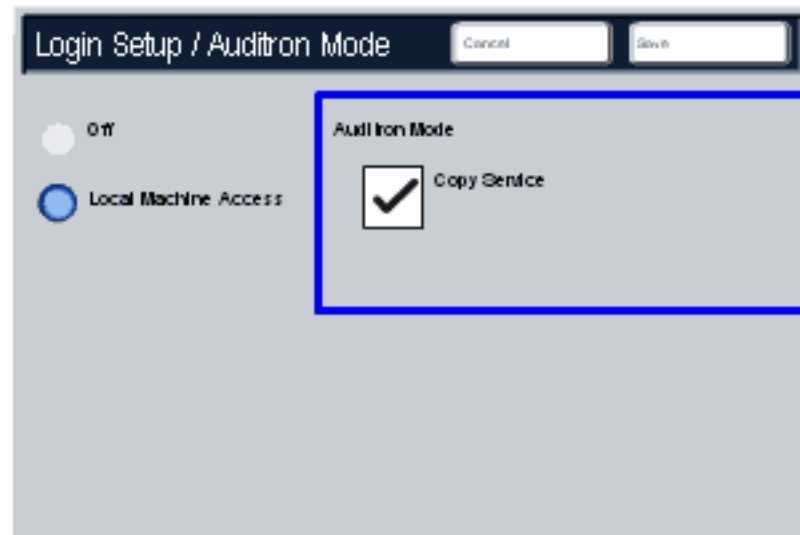 Login Setup / Auditron Mode
Cancel
Save
Off
Auditron Mode
Copy Service
Local Machine Access